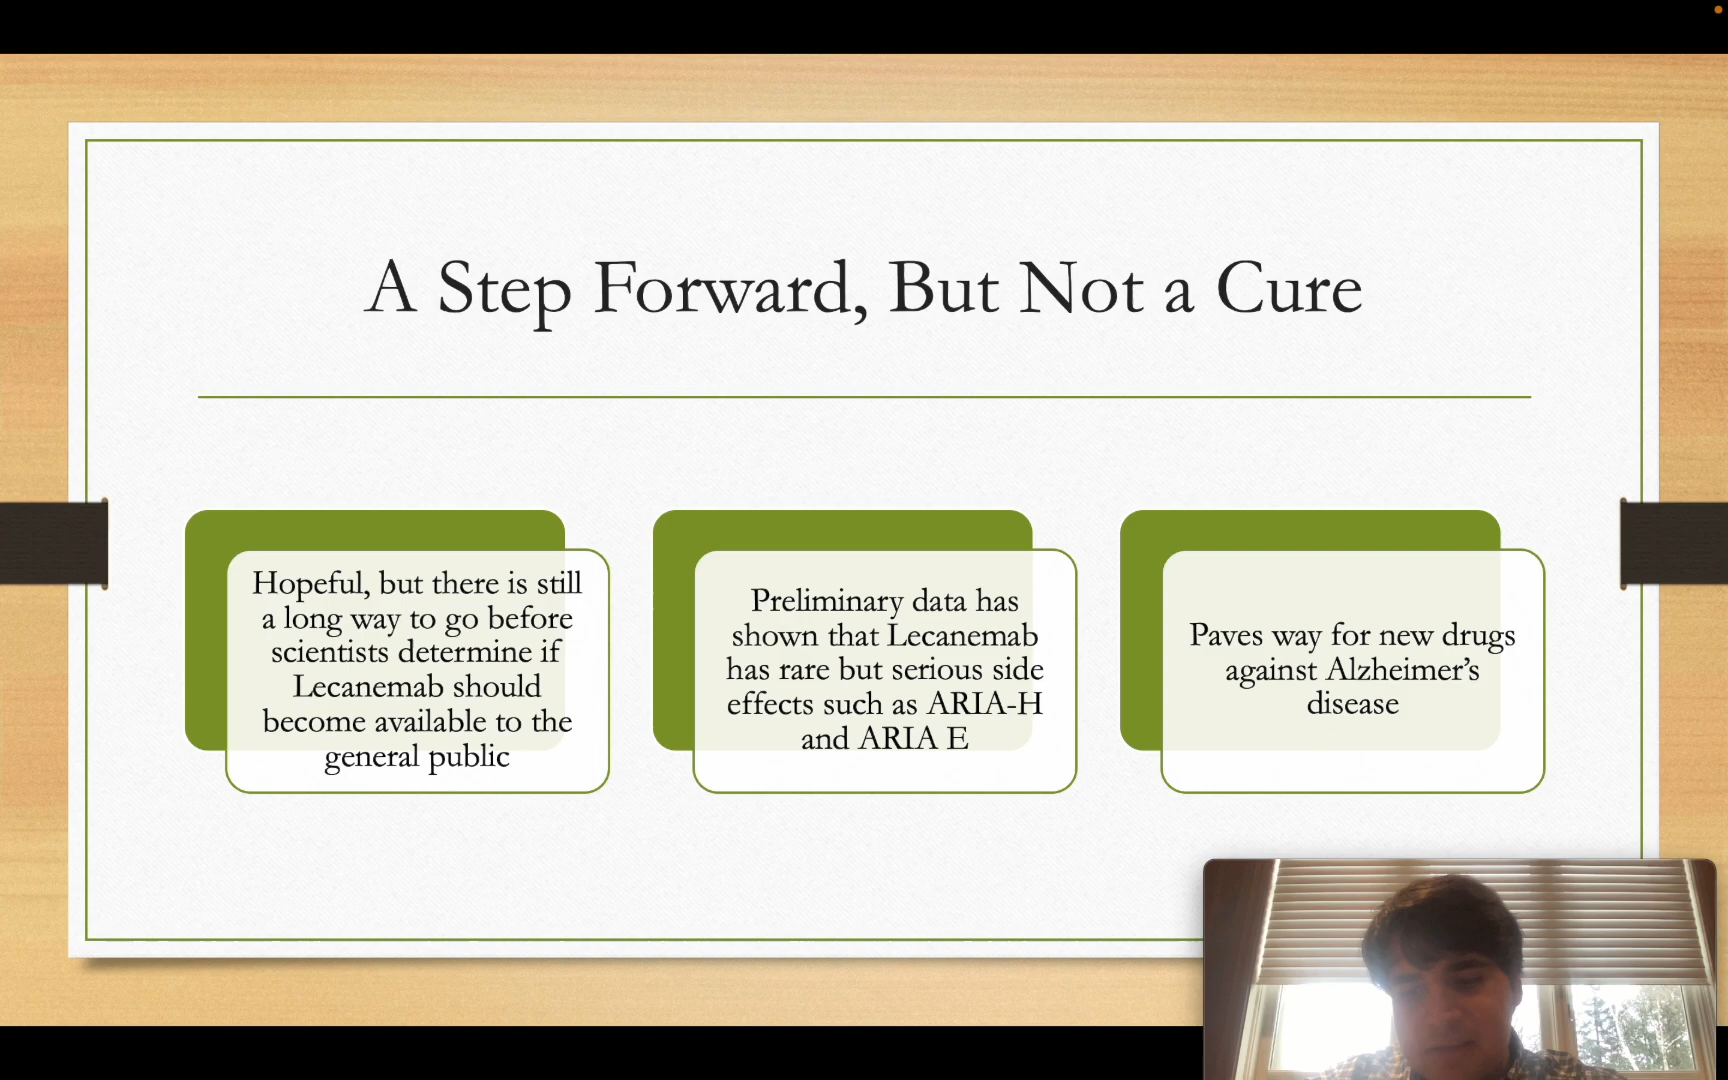 A Step Forward, But Not a Cure
Hopeful, but there is still
a long way to go before
scientists determine if
Lecanemab should
become available to the
general public
Preliminary data has
shown that Lecanemab
has rare but serious side
effects such as ARIA-H
and ARIA E
Paves way for new drugs
against Alzheimer’s
disease